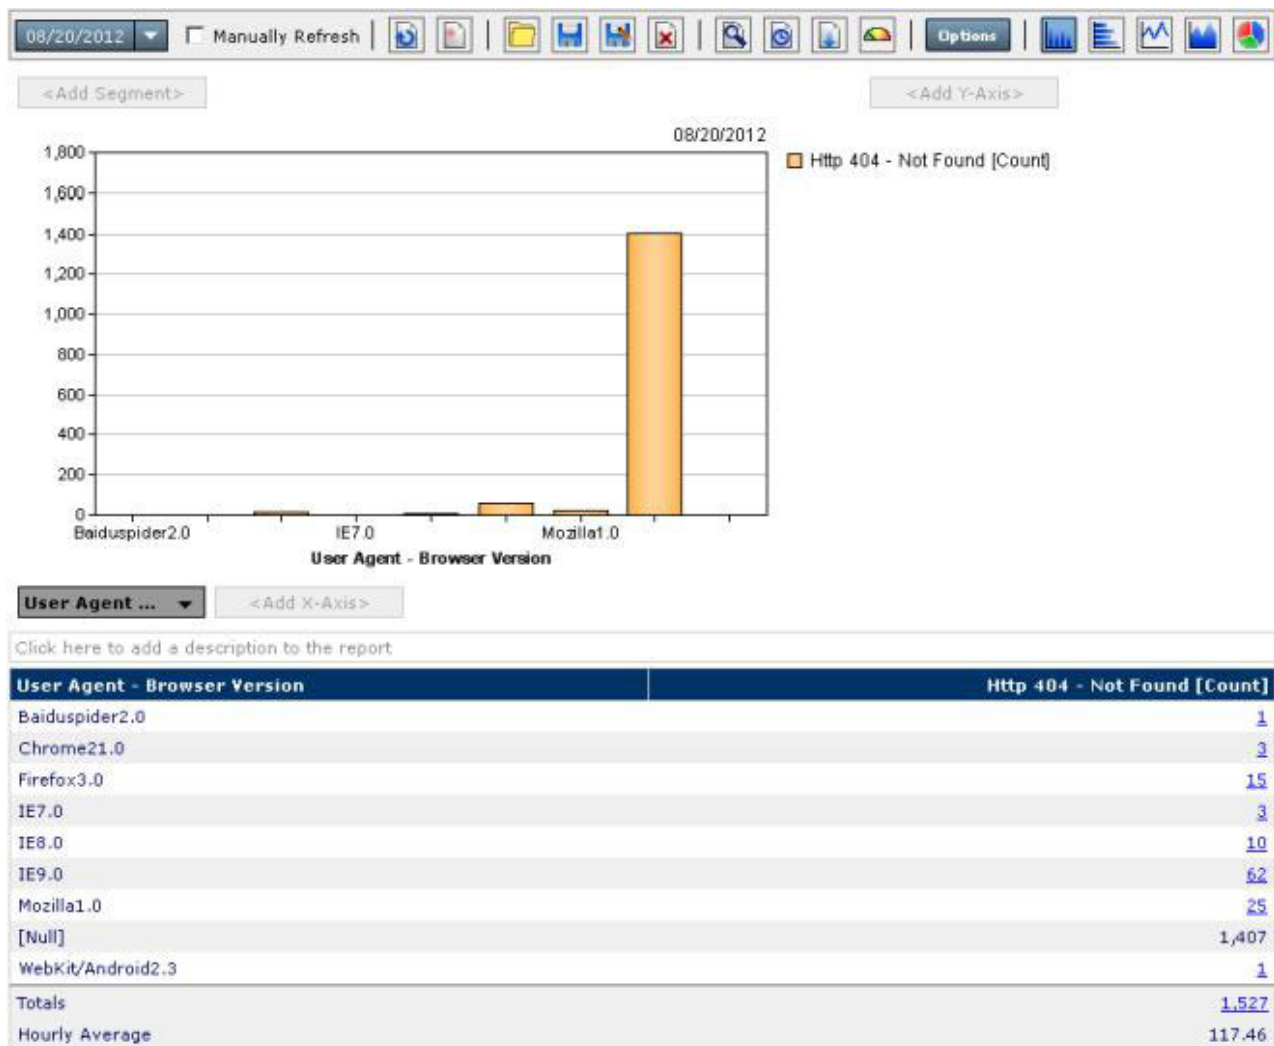 08/20/2012 Manually Refresh Options
<Add Segment> <Add Y-Axis>
08/20/2012
Http 404 - Not Found [Count]
1,800
1,600
1,400
1,200
1,000
800
600
400
200
0
Baiduspider2.0 IE7.0 Mozilla1.0
User Agent - Browser Version
User Agent ... <Add X-Axis>
Click here to add a description to the report
User Agent - Browser Version Http 404 - Not Found [Count]
Baiduspider2.0 1
Chrome21.0 3
Firefox3.0 15
IE7.0 3
IE8.0 10
IE9.0 62
Mozilla1.0 25
[Null] 1,407
WebKit/Android2.3 1
Totals 1,527
Hourly Average 117.46